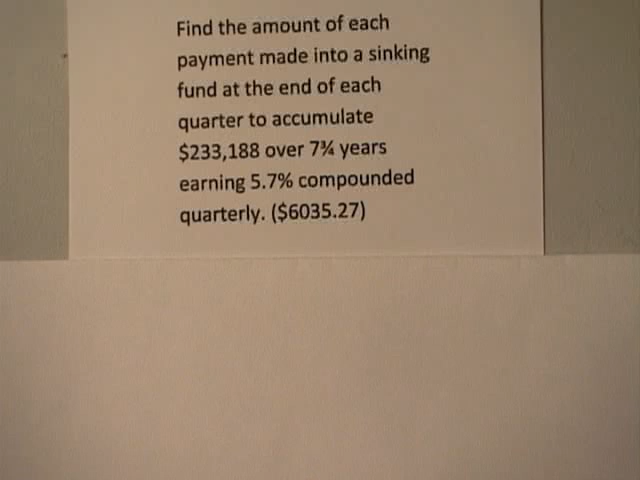 Find the amount of each
payment made into a sinking
fund at the end of each
quarter to accumulate
$233,188 over 7¾ years
earning 5.7% compounded
quarterly. ($6035.27)